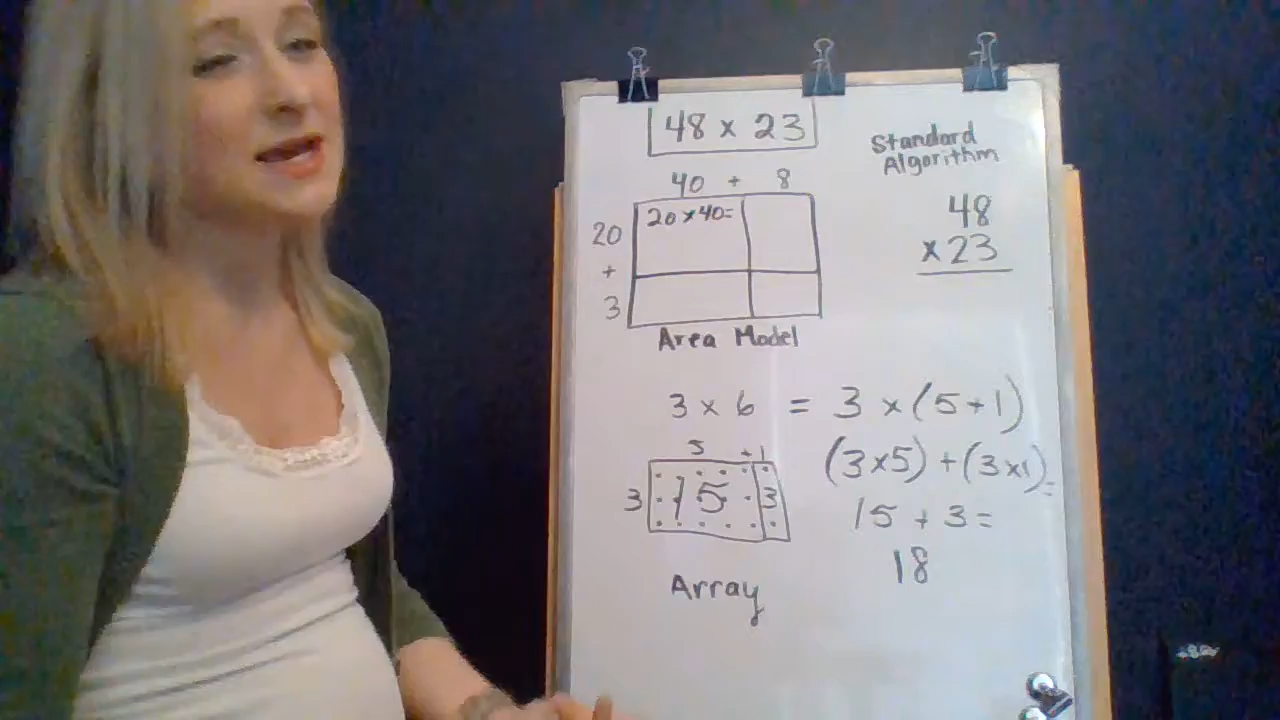 48 x 23
40 + 8
20 x 40=
20
+
3
Area Model
Standard
Algorithm
48
x 23
3 x 6 = 3 x (5 + 1)
5 + 1
3 15 3
Array
(3x5) + (3x1)=
15 + 3 =
18